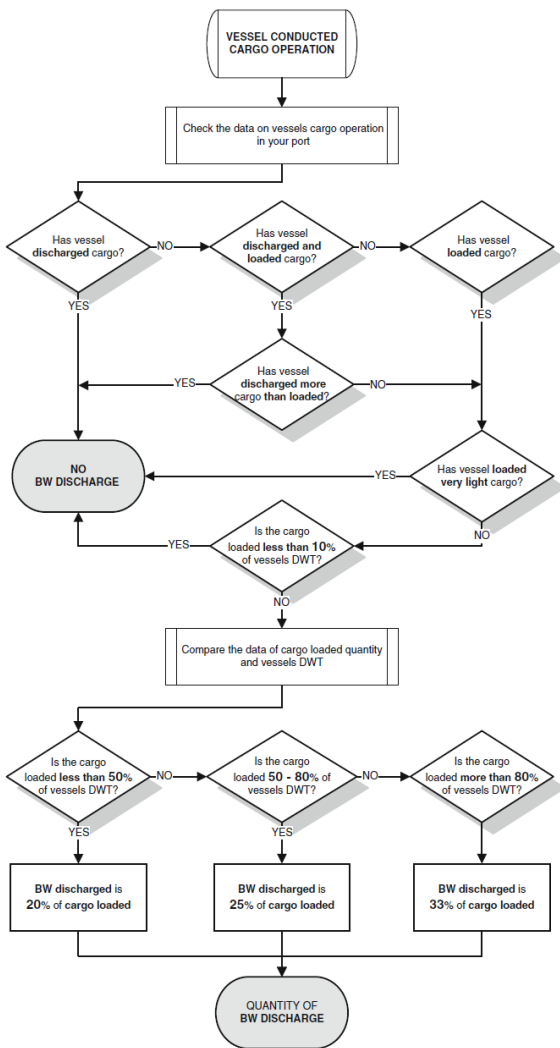 VESSEL CONDUCTED
CARGO OPERATION
Check the data on vessels cargo operation
in your port
Has vessel
discharged cargo?
NO
Has vessel
discharged and
loaded cargo?
NO
Has vessel
loaded cargo?
YES
YES
YES
Has vessel
discharged more
cargo than loaded?
YES
NO
NO
BW DISCHARGE
YES
Has vessel loaded
very light cargo?
NO
Is the cargo
loaded less than 10%
of vessels DWT?
YES
NO
Compare the data of cargo loaded quantity
and vessels DWT
Is the cargo
loaded less than 50%
of vessels DWT?
NO
Is the cargo
loaded 50 - 80% of
vessels DWT?
NO
Is the cargo
loaded more than 80%
of vessels DWT?
YES
YES
BW discharged is
20% of cargo loaded
BW discharged is
25% of cargo loaded
BW discharged is
33% of cargo loaded
QUANTITY OF
BW DISCHARGE